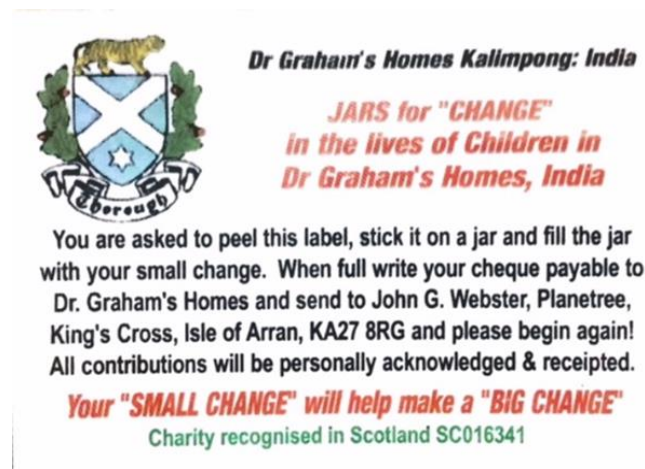 Dr Graham's Homes Kalimpong: India
JARS for "CHANGE"
in the lives of Children in
Dr Graham's Homes, India
Thorough
You are asked to peel this label, stick it on a jar and fill the jar
with your small change. When full write your cheque payable to
Dr. Graham's Homes and send to John G. Webster, Planetree,
King's Cross, Isle of Arran, KA27 8RG and please begin again!
All contributions will be personally acknowledged & receipted.
Your "SMALL CHANGE" will help make a "BIG CHANGE"
Charity recognised in Scotland SC016341